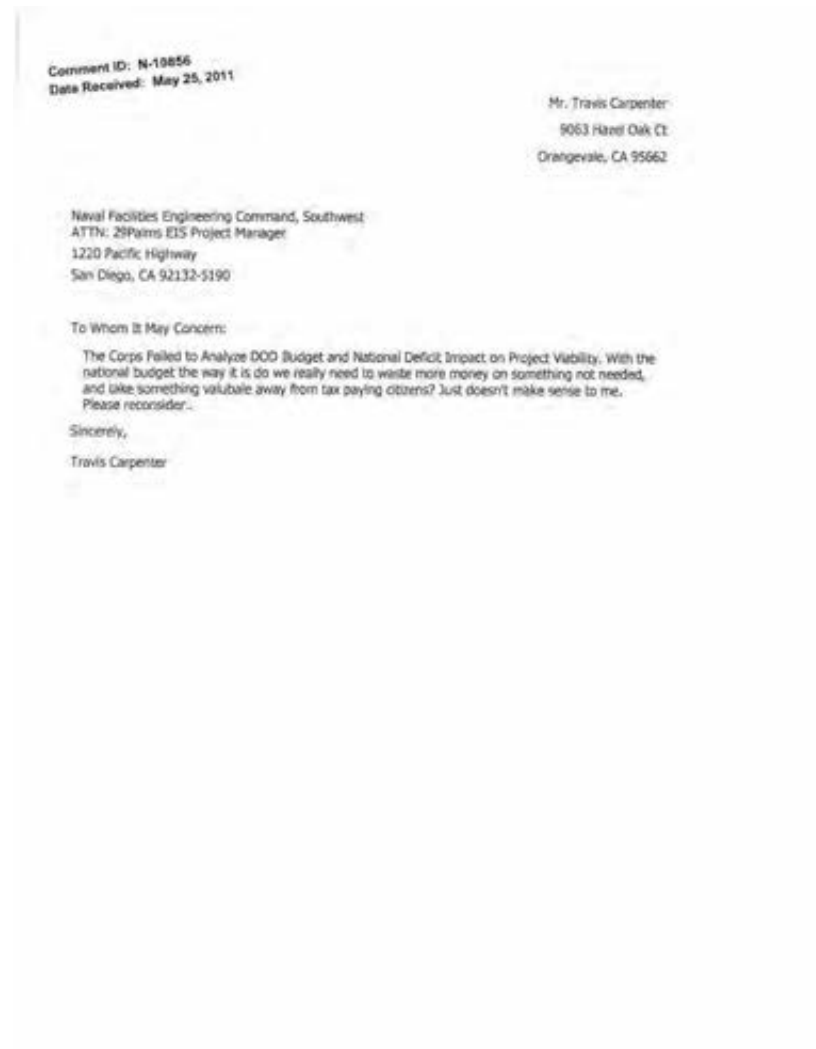 Comment ID: N-10856
Date Received: May 25, 2011
Mr. Travis Carpenter
9063 Hazel Oak Ct
Orangevale, CA 95662
Naval Facilities Engineering Command, Southwest
ATTN: 29Palms EIS Project Manager
1220 Pacific Highway
San Diego, CA 92132-5190
To Whom It May Concern:
The Corps Failed to Analyze DOD Budget and National Deficit Impact on Project Viability. With the
national budget the way it is do we really need to waste more money on something not needed,
and take something valubale away from tax paying citizens? Just doesn't make sense to me.
Please reconsider..
Sincerely,
Travis Carpenter